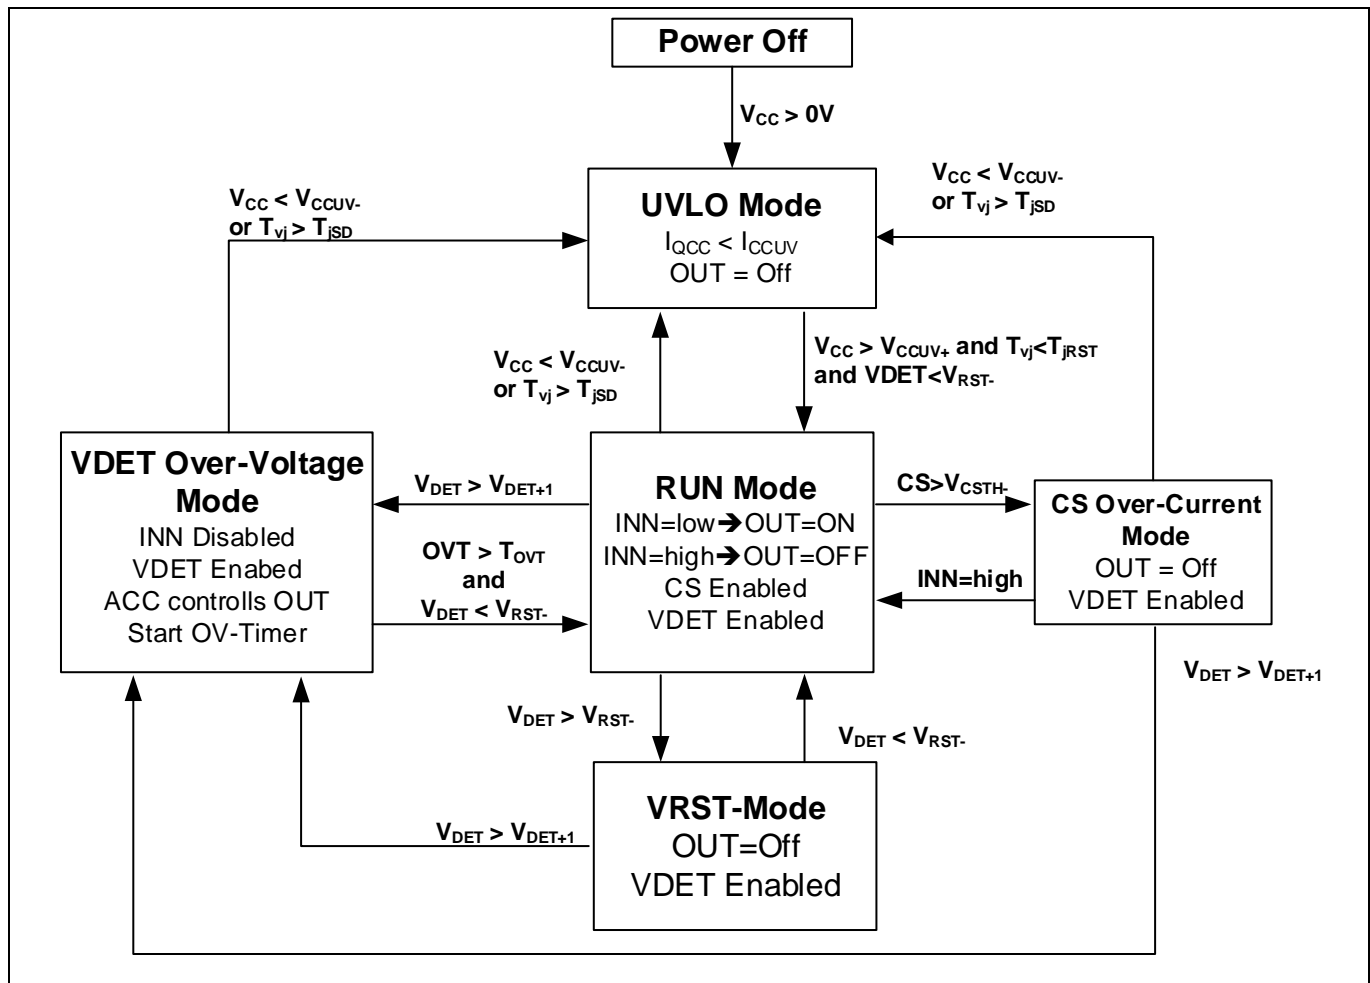 Power Off
VCC > 0V
UVLO Mode
IQCC < ICCUV
OUT = Off
VCC < VCCUV-
or Tvj > TjSD
VCC < VCCUV-
or Tvj > TjSD
VCC < VCCUV-
or Tvj > TjSD
VCC > VCCUV+ and Tvj<TjRST
and VDET<VRST-
VDET Over-Voltage
Mode
INN Disabled
VDET Enabed
ACC controlls OUT
Start OV-Timer
VDET > VDET+1
OVT > TOVT
and
VDET < VRST-
RUN Mode
INN=low➔OUT=ON
INN=high➔OUT=OFF
CS Enabled
VDET Enabled
CS>VCSTH-
INN=high
CS Over-Current
Mode
OUT = Off
VDET Enabled
VDET > VDET+1
VDET > VRST-
VDET < VRST-
VDET > VDET+1
VRST-Mode
OUT=Off
VDET Enabled